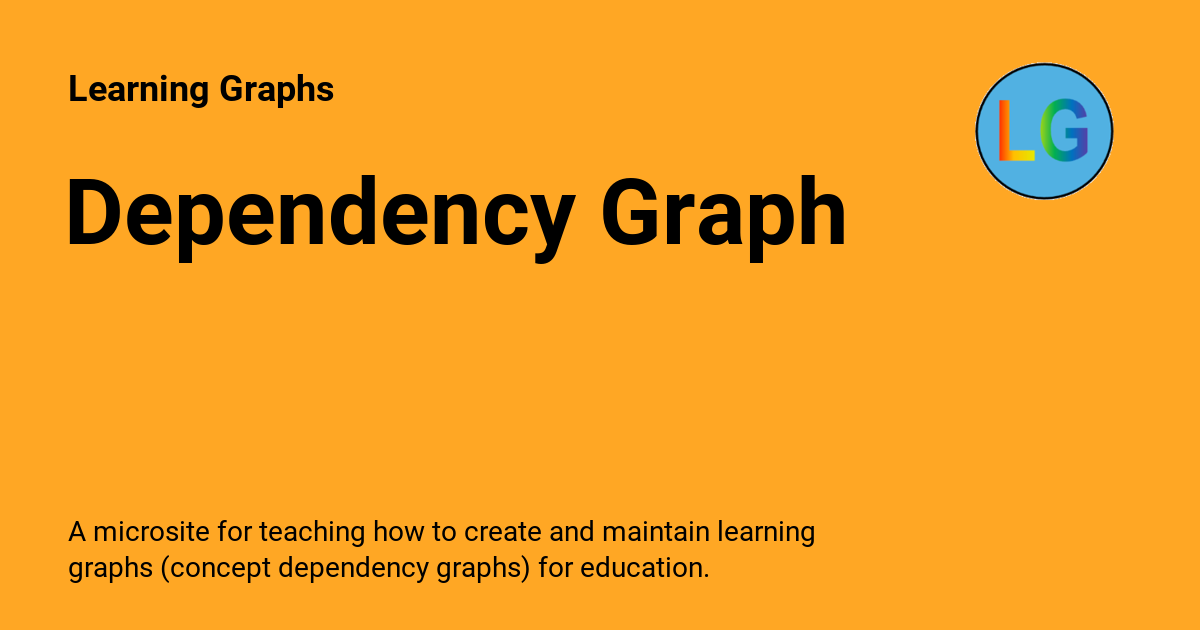 Learning Graphs
LG
Dependency Graph
A microsite for teaching how to create and maintain learning
graphs (concept dependency graphs) for education.